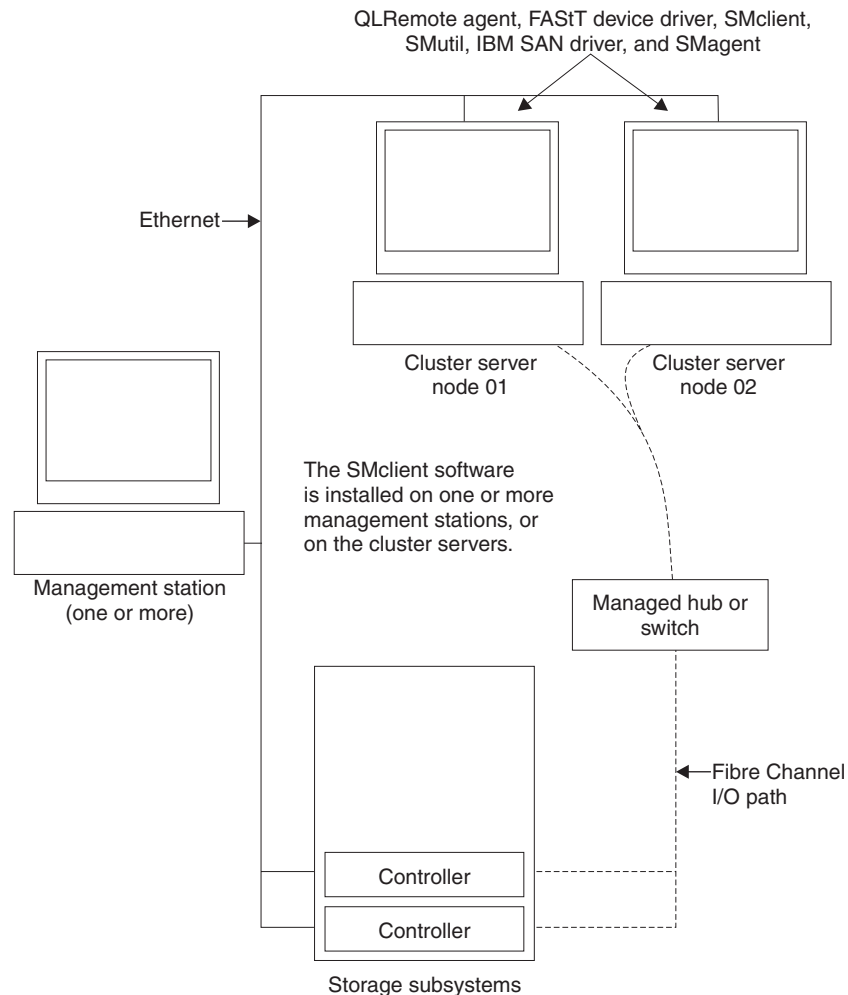 QLRemote agent, FAStT device driver, SMclient,
SMutil, IBM SAN driver, and SMagent
Ethernet
Cluster server
node 01
Cluster server
node 02
The SMclient software
is installed on one or more
management stations, or
on the cluster servers.
Management station
(one or more)
Managed hub or
switch
Fibre Channel
I/O path
Controller
Controller
Storage subsystems